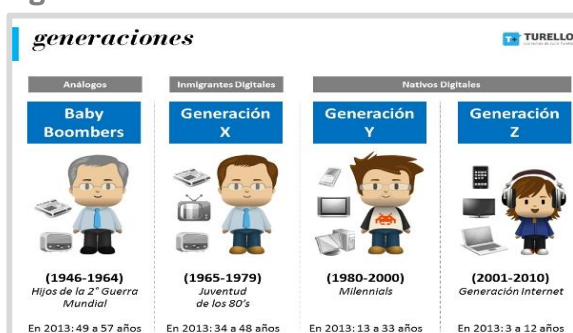 generaciones
T+ TURELLO
Análogos
Inmigrantes Digitales
Nativos Digitales
Baby
Boombers
Generación
X
Generación
Y
Generación
Z
(1946-1964)
Hijos de la 2° Guerra
Mundial
(1965-1979)
Juventud
de los 80's
(1980-2000)
Milennials
(2001-2010)
Generación Internet
En 2013: 49 a 57 años
En 2013: 34 a 48 años
En 2013: 13 a 33 años
En 2013: 3 a 12 años